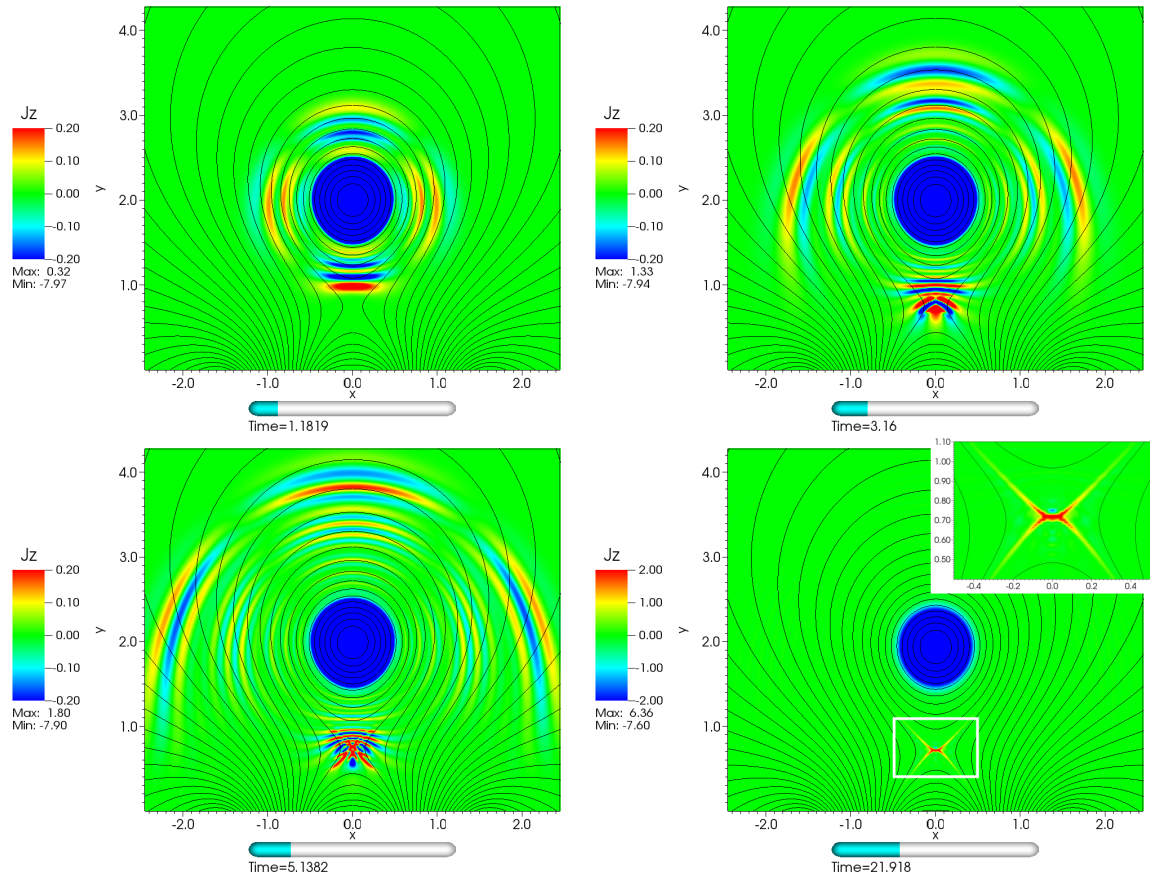 Jz
0.20
0.10
0.00
-0.10
-0.20
Max: 0.32
Min: -7.97
y
4.0
3.0
2.0
1.0
-2.0
-1.0
0.0
1.0
2.0
x
Time=1.1819
Jz
0.20
0.10
0.00
-0.10
-0.20
Max: 1.33
Min: -7.94
y
4.0
3.0
2.0
1.0
-2.0
-1.0
0.0
1.0
2.0
x
Time=3.16
Jz
0.20
0.10
0.00
-0.10
-0.20
Max: 1.80
Min: -7.90
y
4.0
3.0
2.0
1.0
-2.0
-1.0
0.0
1.0
2.0
x
Time=5.1382
Jz
2.00
1.00
0.00
-1.00
-2.00
Max: 6.36
Min: -7.60
y
4.0
3.0
2.0
1.0
-2.0
-1.0
0.0
1.0
2.0
x
Time=21.918
1.10
1.00
0.90
0.80
0.70
0.60
0.50
-0.4
-0.2
0.0
0.2
0.4